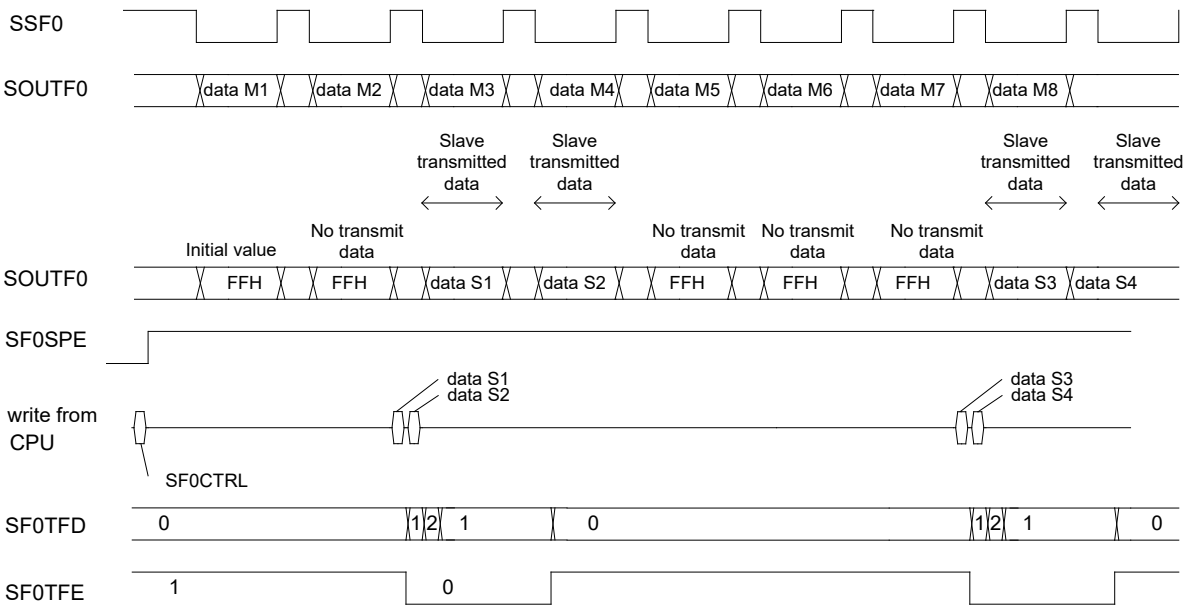 SSF0
SOUTF0
data M1 data M2 data M3 data M4 data M5 data M6 data M7 data M8
Slave transmitted data
Slave transmitted data
Slave transmitted data
Slave transmitted data
Initial value
No transmit data
No transmit data
No transmit data
No transmit data
SOUTF0
FFH FFH data S1 data S2 FFH FFH FFH data S3 data S4
SF0SPE
data S1
data S2
data S3
data S4
write from
CPU
SF0CTRL
SF0TFD
0 1 2 1 0 1 2 1 0
SF0TFE
1 0